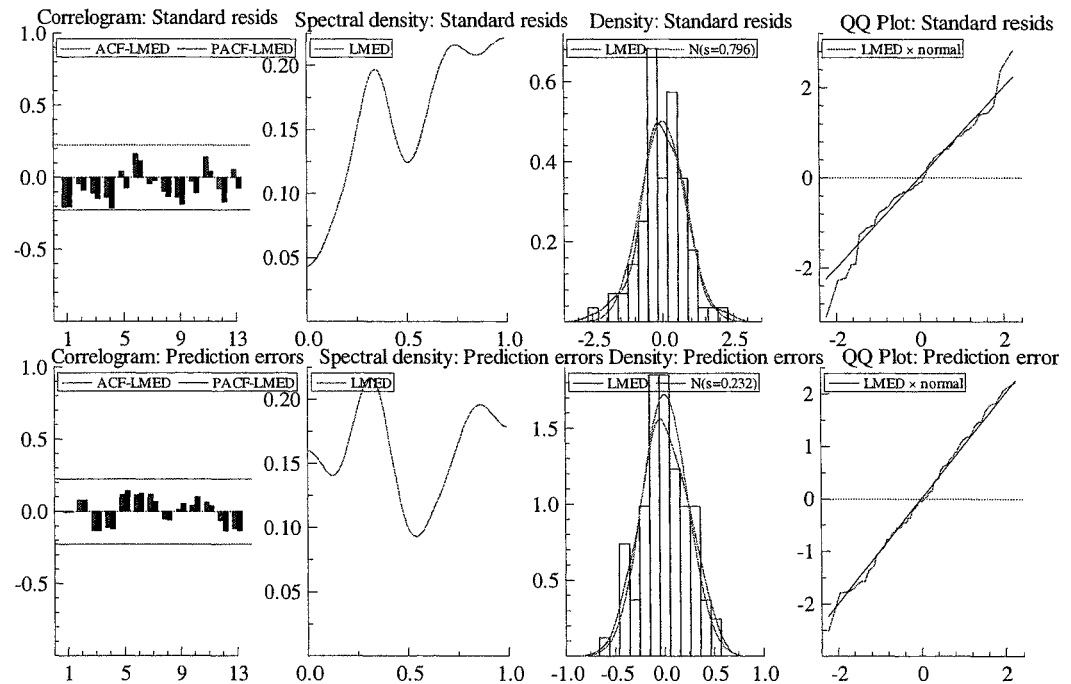 Correlogram: Standard resids
ACF-LMED PACF-LMED
1.0
0.5
0.0
-0.5
1 5 9 13
Spectral density: Standard resids
LMED
0.20
0.15
0.10
0.05
0.0 0.5 1.0
Density: Standard resids
LMED N(s=0.796)
0.6
0.4
0.2
-2.5 0.0 2.5
QQ Plot: Standard resids
LMED × normal
2
0
-2
-2 0 2
Correlogram: Prediction errors
ACF-LMED PACF-LMED
1.0
0.5
0.0
-0.5
1 5 9 13
Spectral density: Prediction errors
LMED
0.20
0.15
0.10
0.05
0.0 0.5 1.0
Density: Prediction errors
LMED N(s=0.232)
1.5
1.0
0.5
-1.0 -0.5 0.0 0.5 1.0
QQ Plot: Prediction error
LMED × normal
2
1
0
-1
-2
-2 0 2